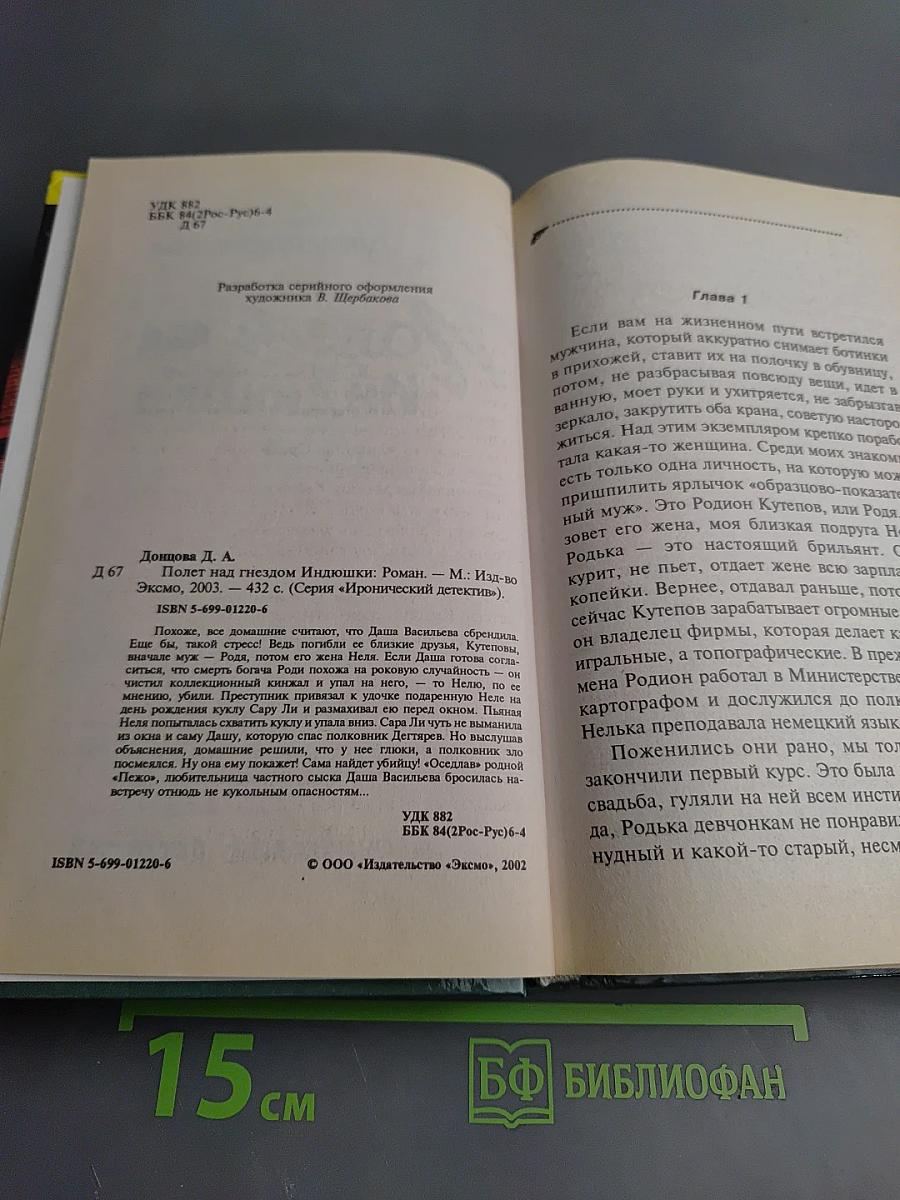 УДК 882
ББК 84(2Рос-Рус)6-4
Д 67
Разработка серийного оформления
художника В. Щербакова
Донцова Д. А.
Д 67 Полет над гнездом Индюшки: Роман. — М.: Изд-во
Эксмо, 2003. — 432 с. (Серия «Иронический детектив»).
ISBN 5-699-01220-6
Похоже, все домашние считают, что Даша Васильева сбрендила.
Еще бы, такой стресс! Ведь погибли ее близкие друзья, Кутеповы,
вначале муж — Родя, потом его жена Неля. Если Даша готова согла-
ситься, что смерть богача Роди похожа на роковую случайность — он
чистил коллекционный кинжал и упал на него, — то Нелю, по ее
мнению, убили. Преступник привязал к удочке подаренную Неле на
день рождения куклу Сару Ли и размахивал ею перед окном. Пьяная
Неля попыталась схватить куклу и упала вниз. Сара Ли чуть не выманила
из окна и саму Дашу, которую спас полковник Дегтярев. Но выслушав
объяснения, домашние решили, что у нее глюки, а полковник зло
посмеялся. Ну она ему покажет! Сама найдет убийцу! «Оседлав» родной
«Пежо», любительница частного сыска Даша Васильева бросилась на-
встречу отнюдь не кукольным опасностям...
УДК 882
ББК 84(2Рос-Рус)6-4
ISBN 5-699-01220-6
© ООО «Издательство «Эксмо», 2002
Глава 1
Если вам на жизненном пути встретился
мужчина, который аккуратно снимает ботинки
в прихожей, ставит их на полочку в обувницу,
потом, не разбрасывая повсюду вещи, идет в
ванную, моет руки и ухитряется, не забрызгав
зеркало, закрутить оба крана, советую насторо
житься. Над этим экземпляром крепко порабо
тала какая-то женщина. Среди моих знаком
есть только одна личность, на которую мож
пришпилить ярлычок «образцово-показате
ный муж». Это Родион Кутепов, или Родя,
зовет его жена, моя близкая подруга Не
Родька — это настоящий брильянт. 
курит, не пьет, отдает жене всю зарпла
копейки. Вернее, отдавал раньше, пото
сейчас Кутепов зарабатывает огромные
он владелец фирмы, которая делает к
игральные, а топографические. В преж
мена Родион работал в Министерстве
картографом и дослужился до полк
Нелька преподавала немецкий язык
Поженились они рано, мы тол
закончили первый курс. Это была
свадьба, гуляли на ней всем инсти
да, Родька девчонкам не понрави
нудный и какой-то старый, несм
15 см
БФ БИБЛИОФАН